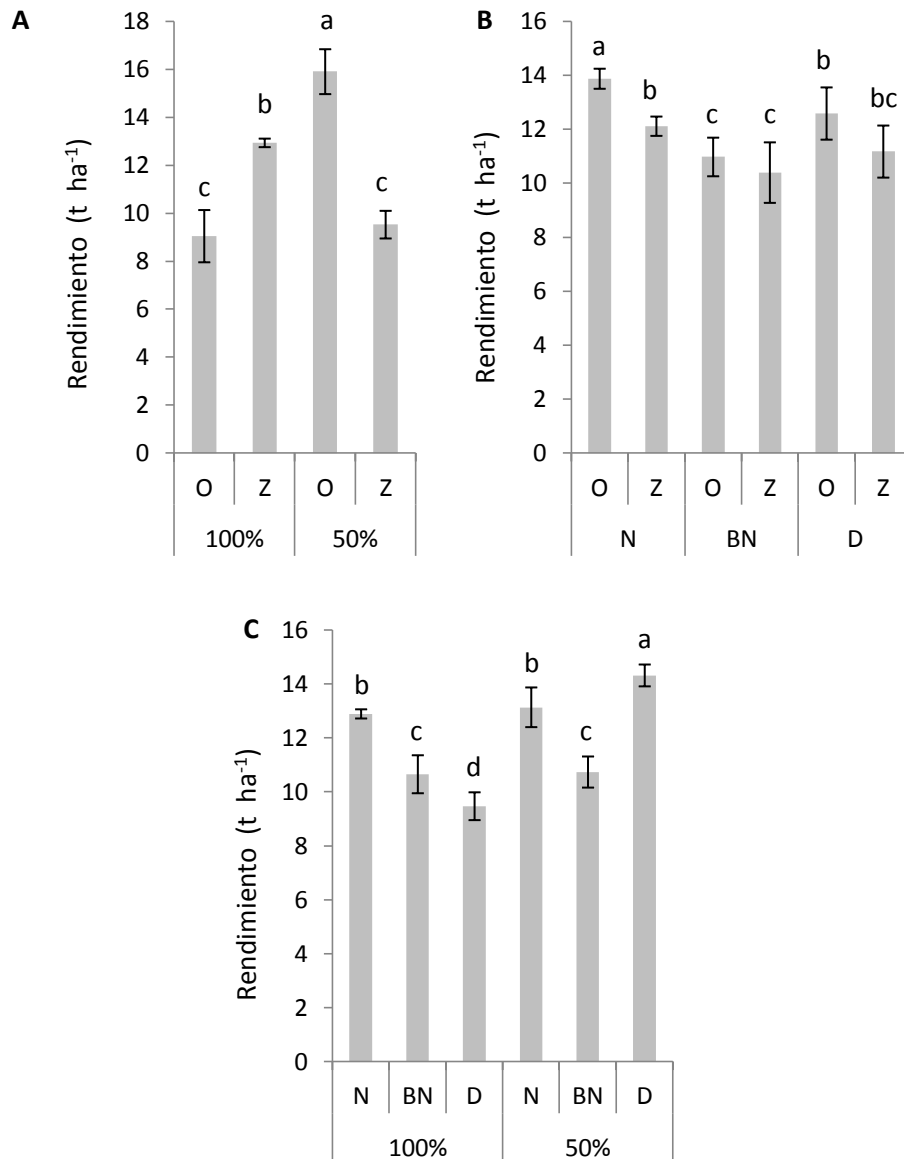 A
Rendimiento (t ha⁻¹)
18
16
14
12
10
8
6
4
2
0
c
b
a
c
O Z O Z
100% 50%
B
Rendimiento (t ha⁻¹)
16
14
12
10
8
6
4
2
0
a
b
c
c
b
bc
O Z O Z O Z
N BN D
C
Rendimiento (t ha⁻¹)
16
14
12
10
8
6
4
2
0
b
c
d
b
c
a
N BN D N BN D
100% 50%